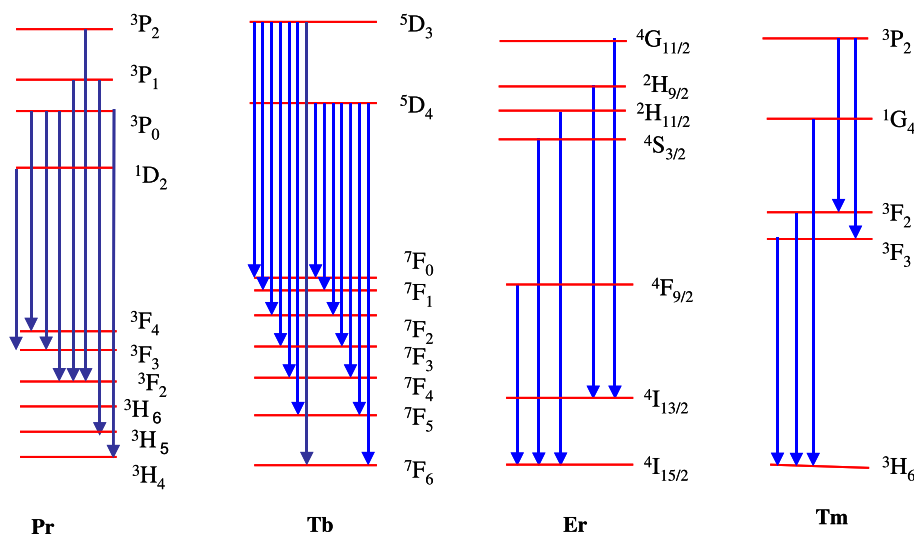 ³P₂
³P₁
³P₀
¹D₂
³F₄
³F₃
³F₂
³H₆
³H₅
³H₄
Pr
⁵D₃
⁵D₄
⁷F₀
⁷F₁
⁷F₂
⁷F₃
⁷F₄
⁷F₅
⁷F₆
Tb
⁴G₁₁/₂
²H₉/₂
²H₁₁/₂
⁴S₃/₂
⁴F₉/₂
⁴I₁₃/₂
⁴I₁₅/₂
Er
³P₂
¹G₄
³F₂
³F₃
³H₆
Tm